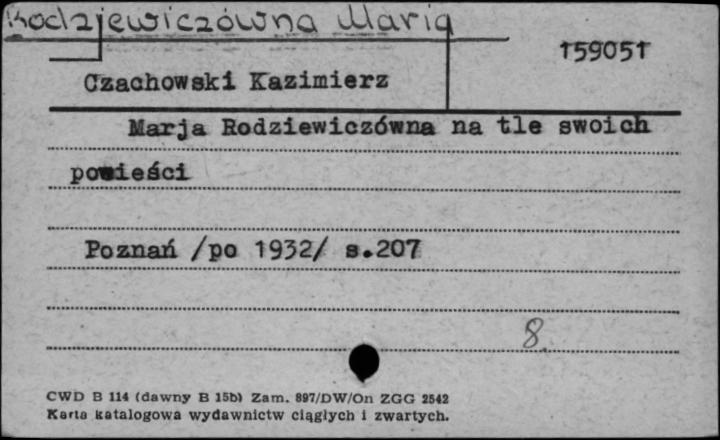 Rodziewiczówna Maria
159051
Czachowski Kazimierz
Marja Rodziewiczówna na tle swoich
powieści
Poznań /po 1932/ s.207
8.
CWD B 114 (dawny B 15b) Zam. 897/DW/On ZGG 2542
Karta katalogowa wydawnictw ciągłych i zwartych.